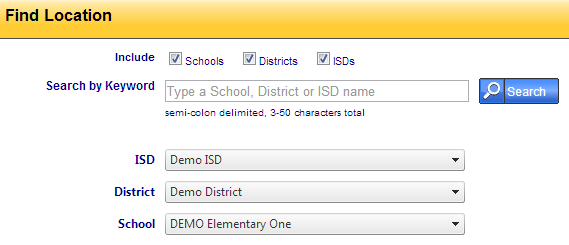 Find Location
Include Schools Districts ISDs
Search by Keyword Type a School, District or ISD name Search
semi-colon delimited, 3-50 characters total
ISD Demo ISD
District Demo District
School DEMO Elementary One